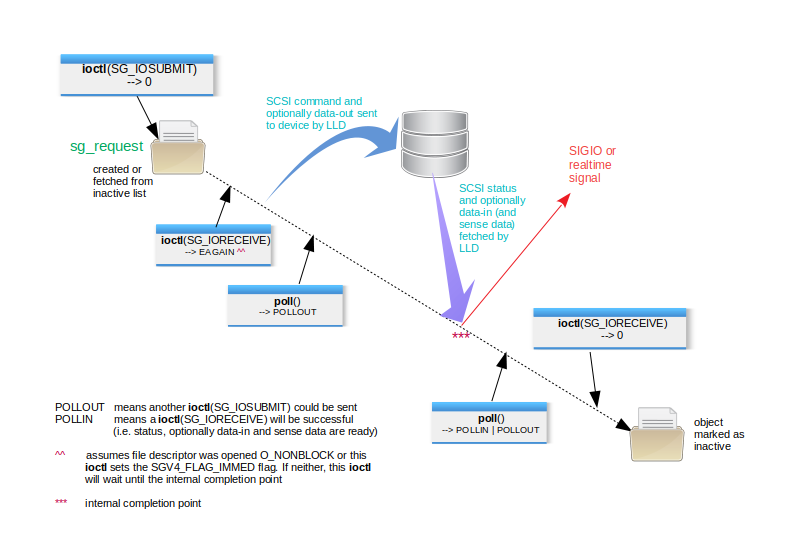 ioctl(SG_IOSUBMIT)
--> 0
sg_request
created or
fetched from
inactive list
SCSI command and
optionally data-out sent
to device by LLD
ioctl(SG_IORECEIVE)
--> EAGAIN ^^
poll()
--> POLLOUT
SCSI status
and optionally
data-in (and
sense data)
fetched by
LLD
SIGIO or
realtime
signal
***
ioctl(SG_IORECEIVE)
--> 0
poll()
--> POLLIN | POLLOUT
object
marked as
inactive
POLLOUT means another ioctl(SG_IOSUBMIT) could be sent
POLLIN means a ioctl(SG_IORECEIVE) will be successful
(i.e. status, optionally data-in and sense data are ready)
^^ assumes file descriptor was opened O_NONBLOCK or this
ioctl sets the SGV4_FLAG_IMMED flag. If neither, this ioctl
will wait until the internal completion point
*** internal completion point